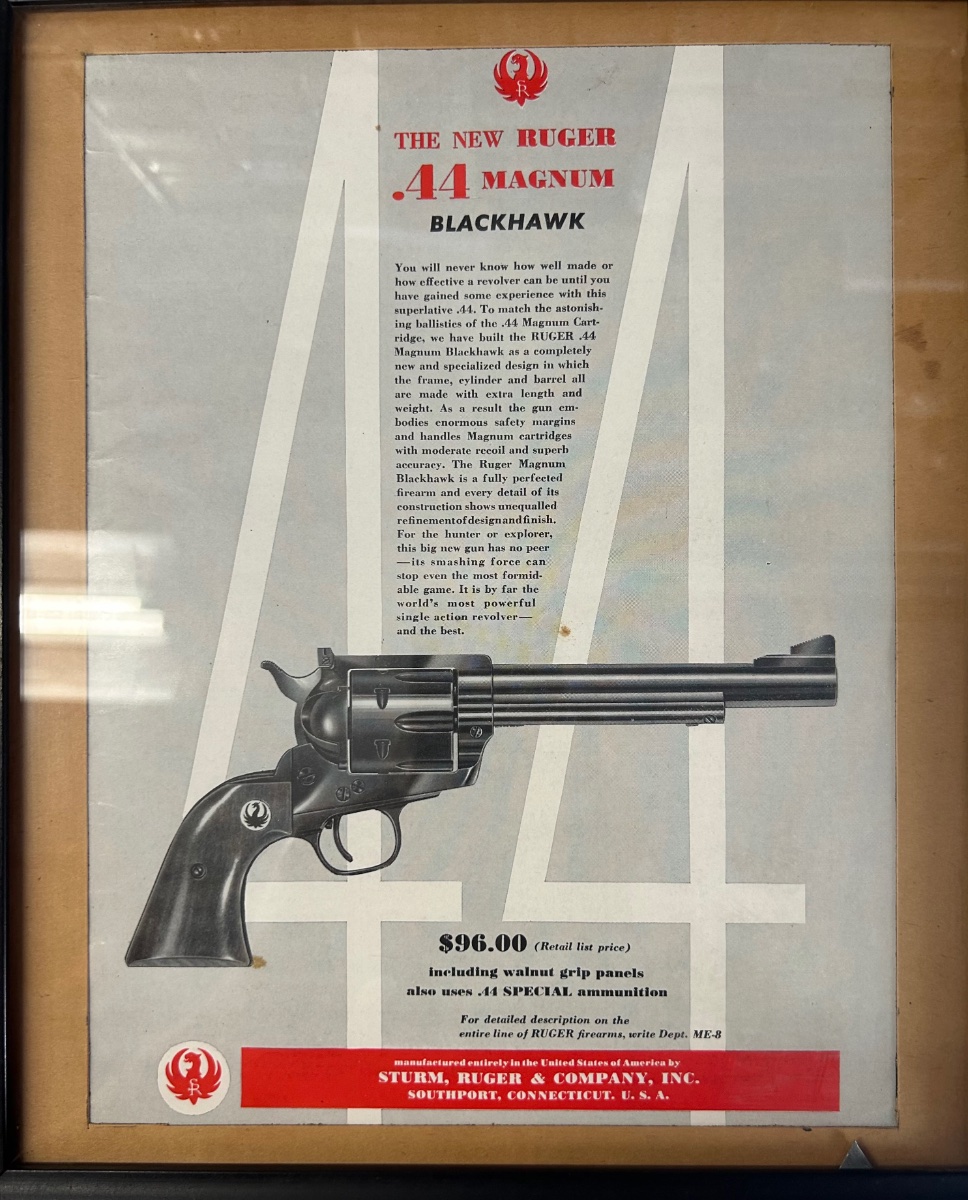 SR
THE NEW RUGER
.44 MAGNUM
BLACKHAWK
You will never know how well made or
how effective a revolver can be until you
have gained some experience with this
superlative .44. To match the astonish-
ing ballistics of the .44 Magnum Cart-
ridge, we have built the RUGER .44
Magnum Blackhawk as a completely
new and specialized design in which
the frame, cylinder and barrel all
are made with extra length and
weight. As a result the gun em-
bodies enormous safety margins
and handles Magnum cartridges
with moderate recoil and superb
accuracy. The Ruger Magnum
Blackhawk is a fully perfected
firearm and every detail of its
construction shows unequalled
refinement of design and finish.
For the hunter or explorer,
this big new gun has no peer
—its smashing force can
stop even the most formid-
able game. It is by far the
world's most powerful
single action revolver—
and the best.
44
$96.00 (Retail list price)
including walnut grip panels
also uses .44 SPECIAL ammunition
For detailed description on the
entire line of RUGER firearms, write Dept. ME-8
SR
manufactured entirely in the United States of America by
STURM, RUGER & COMPANY, INC.
SOUTHPORT, CONNECTICUT. U. S. A.